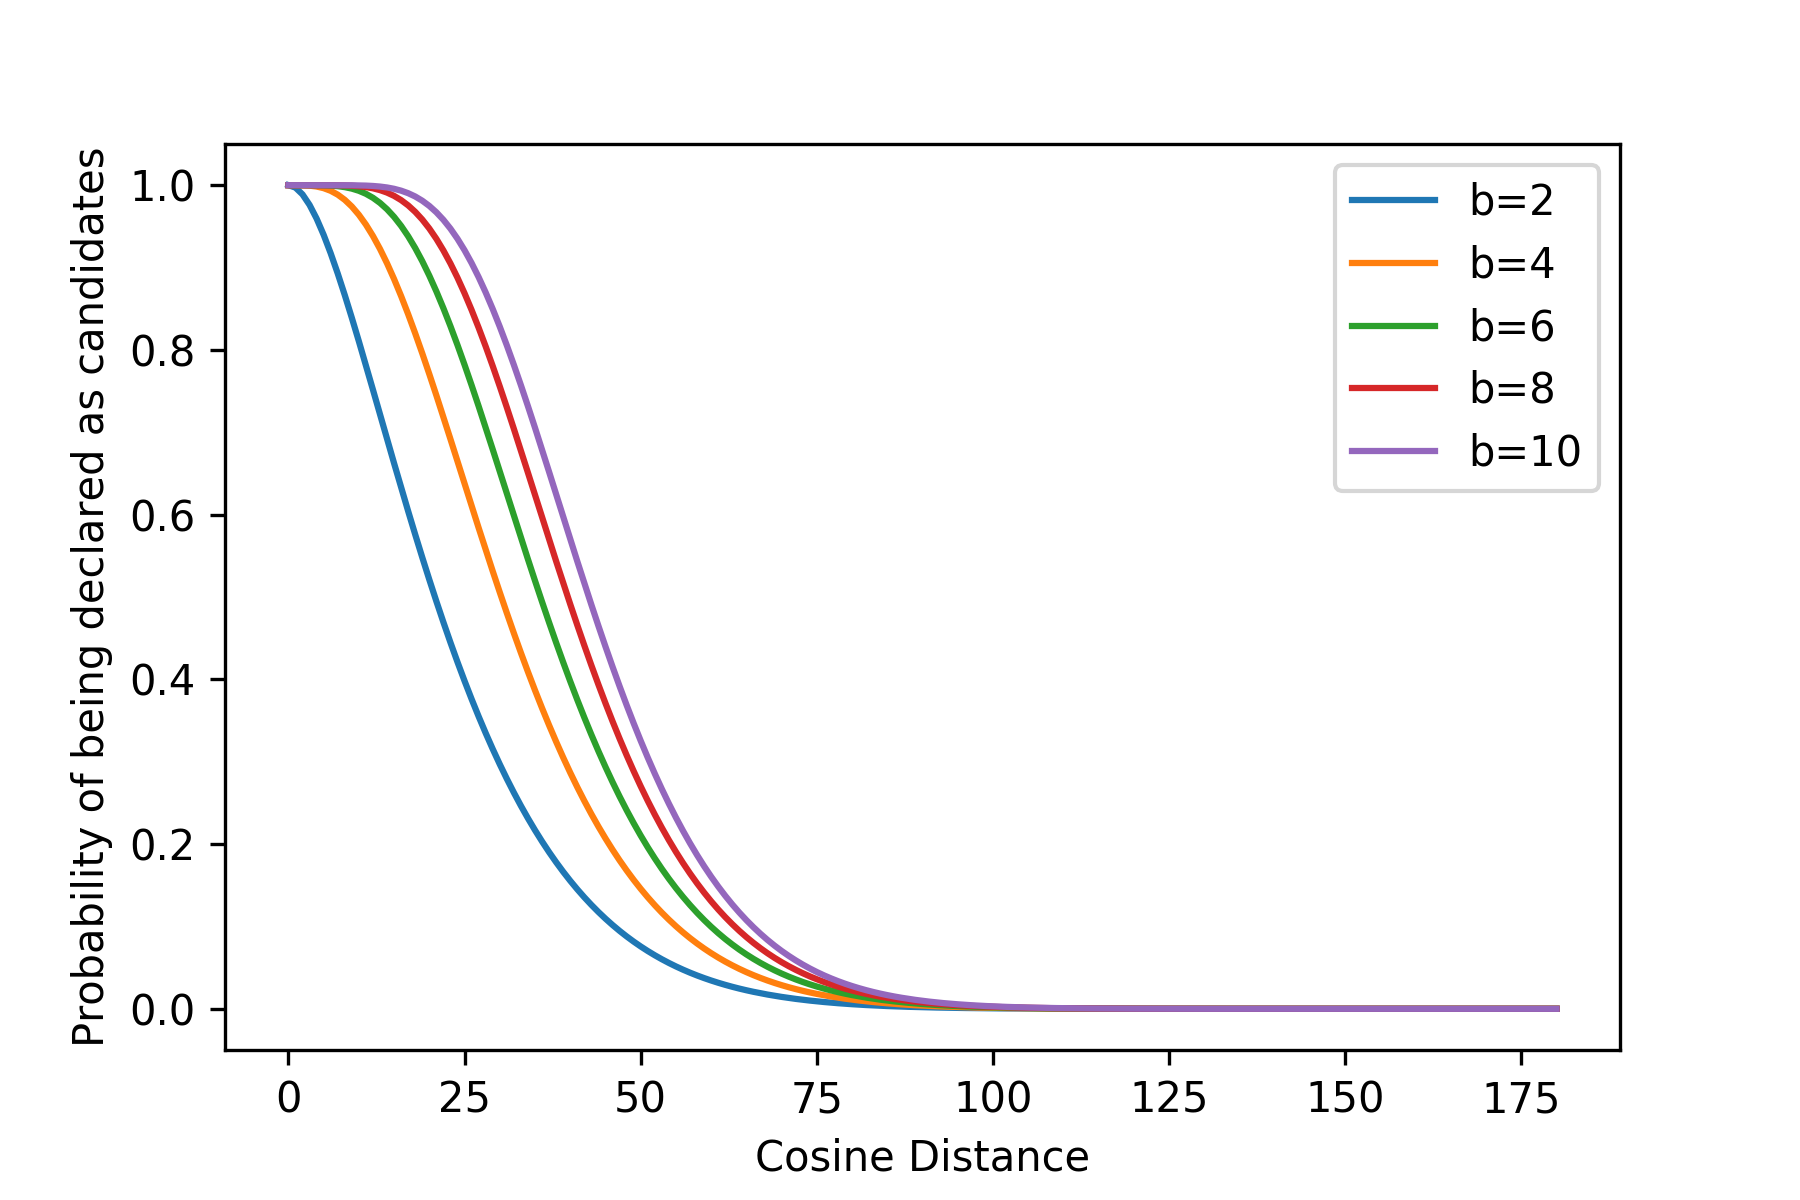 Probability of being declared as candidates
1.0
0.8
0.6
0.4
0.2
0.0
b=2
b=4
b=6
b=8
b=10
0 25 50 75 100 125 150 175
Cosine Distance